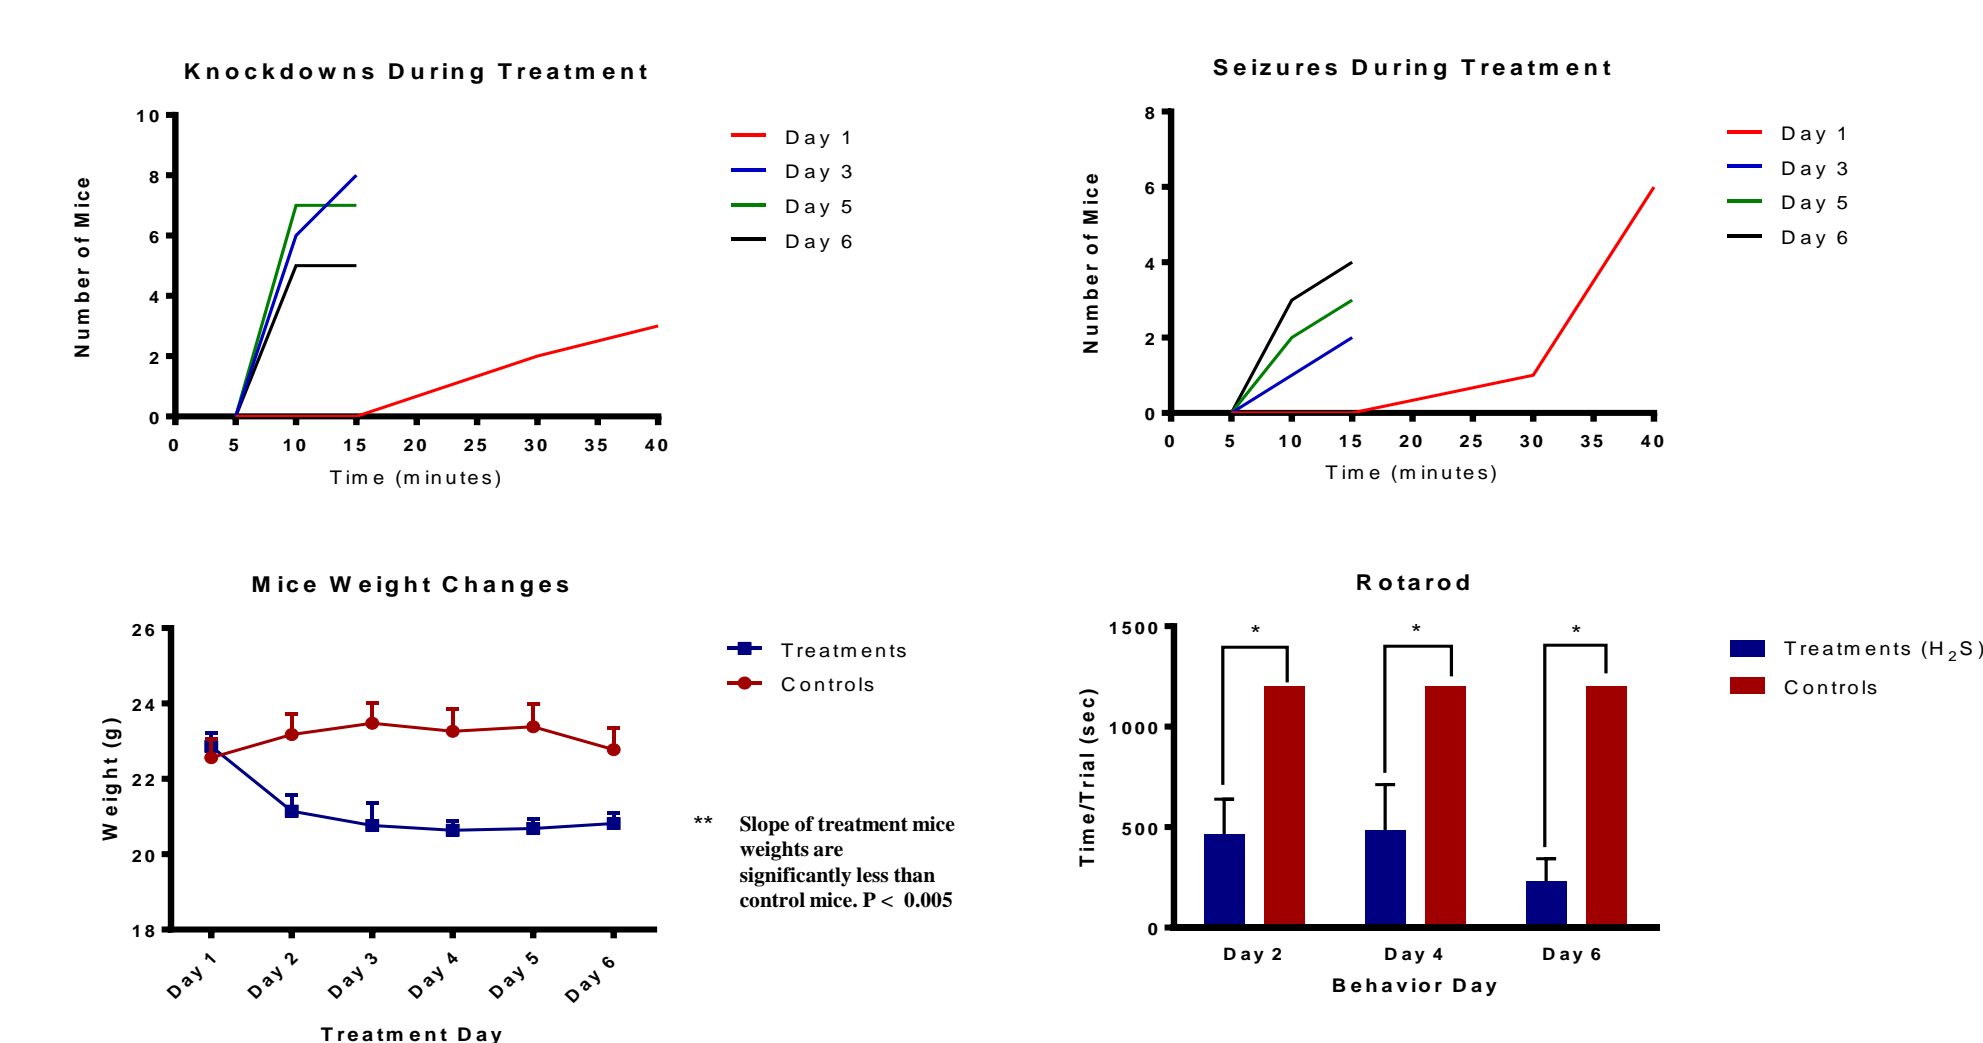 Knockdowns During Treatment
10
8
6
4
2
0
Number of Mice
0 5 10 15 20 25 30 35 40
Time (minutes)
Day 1
Day 3
Day 5
Day 6
Seizures During Treatment
8
6
4
2
0
Number of Mice
0 5 10 15 20 25 30 35 40
Time (minutes)
Day 1
Day 3
Day 5
Day 6
Mice Weight Changes
26
24
22
20
18
Weight (g)
Day 1 Day 2 Day 3 Day 4 Day 5 Day 6
Treatment Day
Treatments
Controls
** Slope of treatment mice
weights are
significantly less than
control mice. P < 0.005
Rotarod
1500
1000
500
0
Time/Trial (sec)
* * *
Day 2 Day 4 Day 6
Behavior Day
Treatments (H2S)
Controls